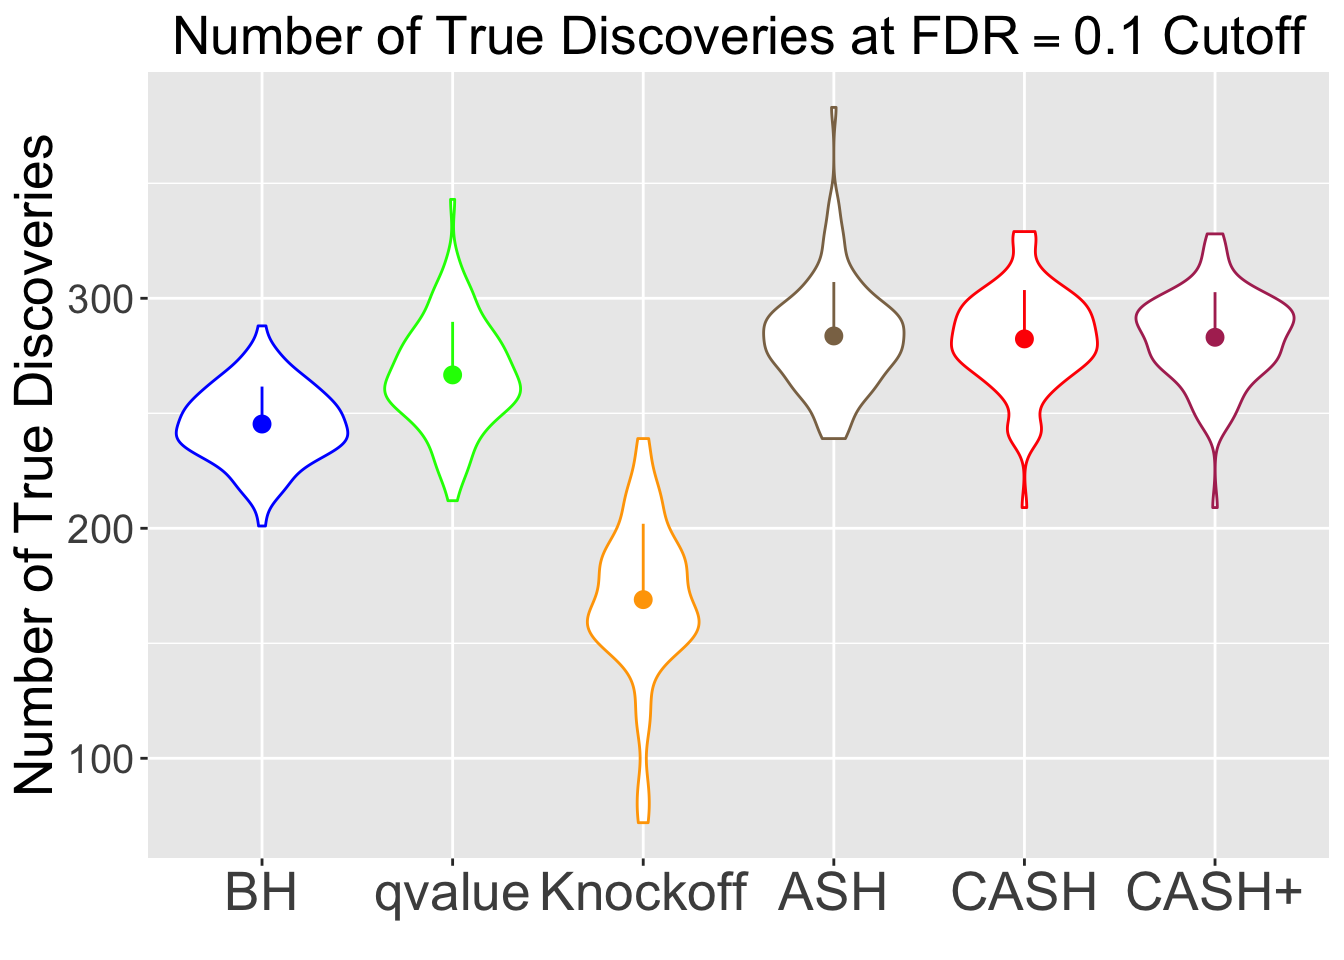 Number of True Discoveries at FDR = 0.1 Cutoff
Number of True Discoveries
300
200
100
BH
qvalue
Knockoff
ASH
CASH
CASH+